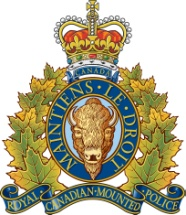 CANADA
MAINTIENS LE DROIT
ROYAL CANADIAN MOUNTED POLICE